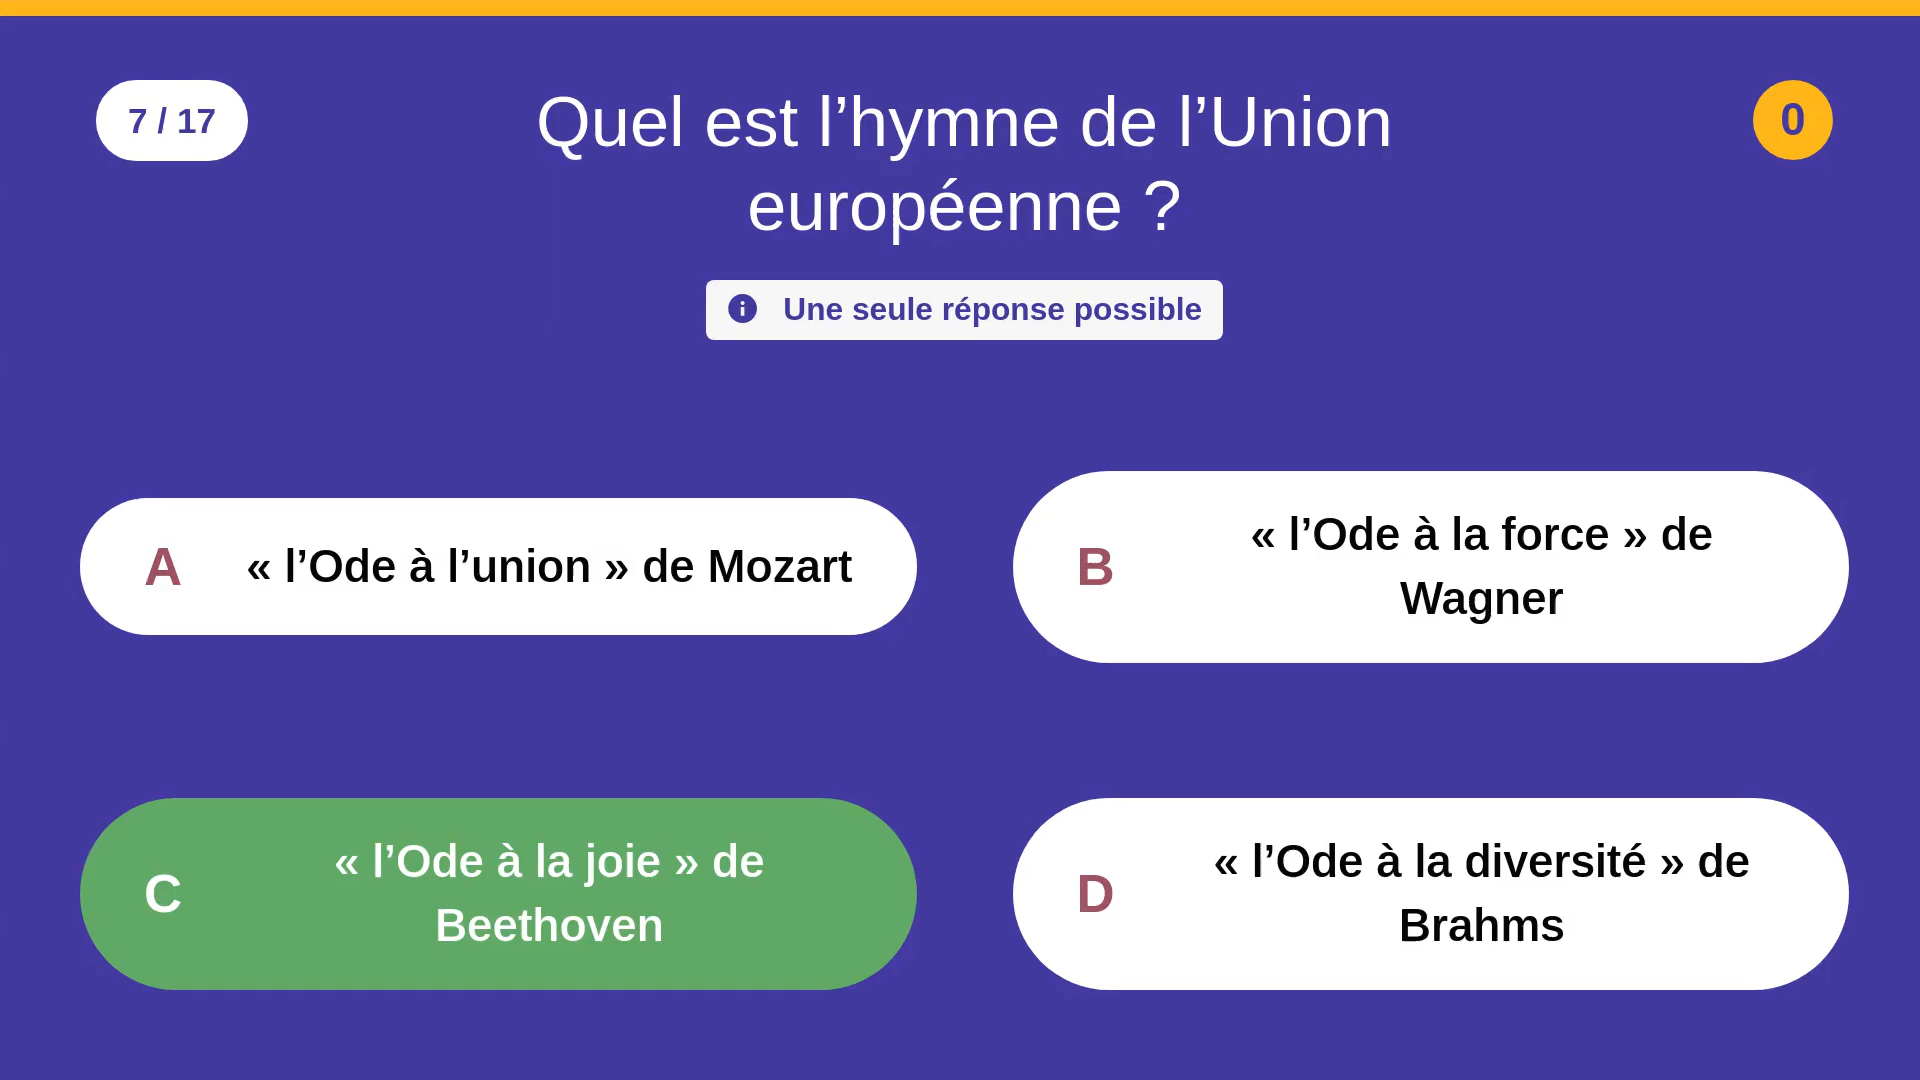 7 / 17
Quel est l’hymne de l’Union
européenne ?
0
Une seule réponse possible
A
« l’Ode à l’union » de Mozart
B
« l’Ode à la force » de
Wagner
C
« l’Ode à la joie » de
Beethoven
D
« l’Ode à la diversité » de
Brahms